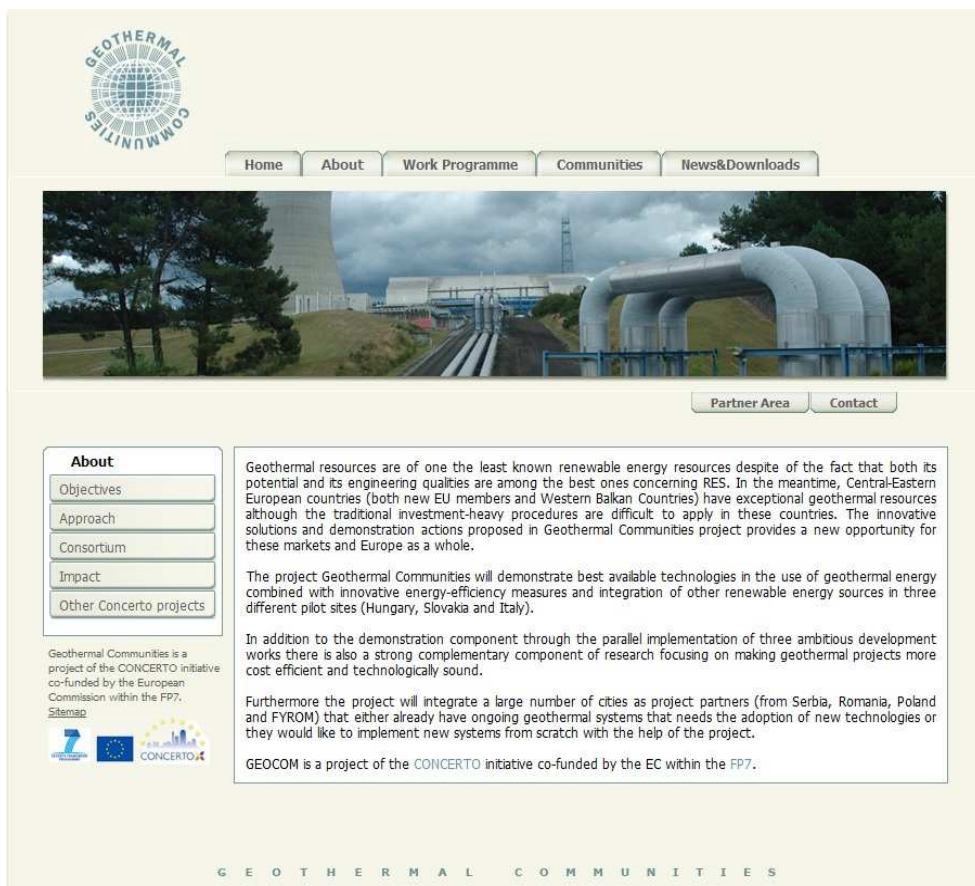 GEOTHERMAL COMMUNITIES
Home About Work Programme Communities News&Downloads
Partner Area Contact
About
Objectives
Approach
Consortium
Impact
Other Concerto projects
Geothermal Communities is a
project of the CONCERTO initiative
co-funded by the European
Commission within the FP7.
Sitemap
CONCERTO
Geothermal resources are of one the least known renewable energy resources despite of the fact that both its
potential and its engineering qualities are among the best ones concerning RES. In the meantime, Central-Eastern
European countries (both new EU members and Western Balkan Countries) have exceptional geothermal resources
although the traditional investment-heavy procedures are difficult to apply in these countries. The innovative
solutions and demonstration actions proposed in Geothermal Communities project provides a new opportunity for
these markets and Europe as a whole.
The project Geothermal Communities will demonstrate best available technologies in the use of geothermal energy
combined with innovative energy-efficiency measures and integration of other renewable energy sources in three
different pilot sites (Hungary, Slovakia and Italy).
In addition to the demonstration component through the parallel implementation of three ambitious development
works there is also a strong complementary component of research focusing on making geothermal projects more
cost efficient and technologically sound.
Furthermore the project will integrate a large number of cities as project partners (from Serbia, Romania, Poland
and FYROM) that either already have ongoing geothermal systems that needs the adoption of new technologies or
they would like to implement new systems from scratch with the help of the project.
GEOCOM is a project of the CONCERTO initiative co-funded by the EC within the FP7.
GEOTHERMAL COMMUNITIES